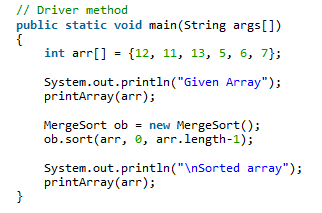 // Driver method
public static void main(String args[])
{
int arr[] = {12, 11, 13, 5, 6, 7};
System.out.println("Given Array");
printArray(arr);
MergeSort ob = new MergeSort();
ob.sort(arr, 0, arr.length-1);
System.out.println("\nSorted array");
printArray(arr);
}